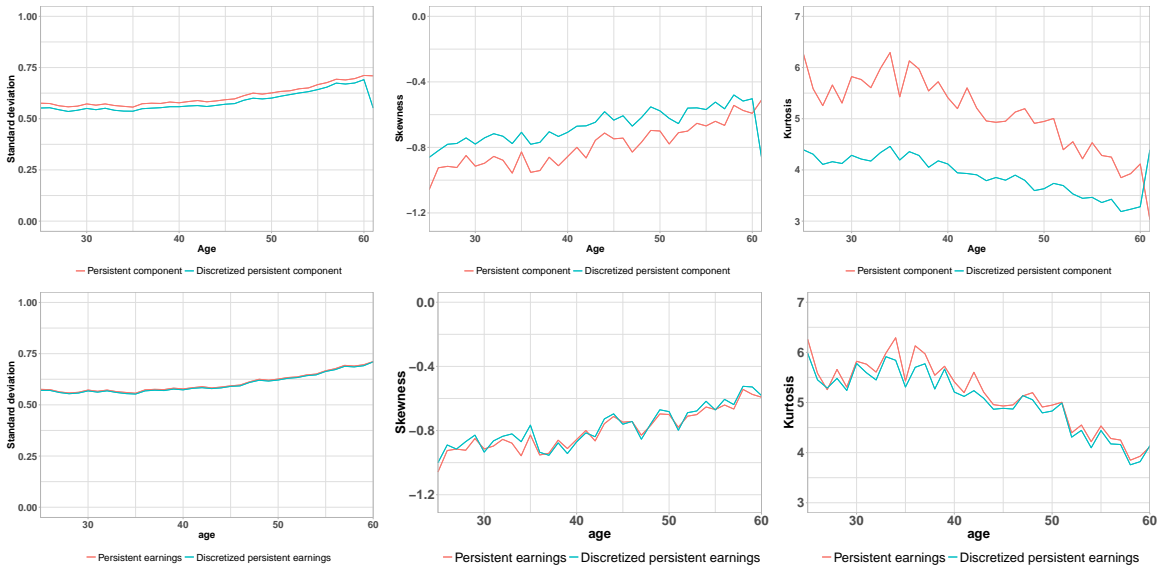 Standard deviation
1.00
0.75
0.50
0.25
0.00
30
40
50
60
Age
Persistent component Discretized persistent component
Skewness
0.0
−0.4
−0.8
−1.2
30
40
50
60
Age
Persistent component Discretized persistent component
Kurtosis
7
6
5
4
3
30
40
50
60
Age
Persistent component Discretized persistent component
Standard deviation
1.00
0.75
0.50
0.25
0.00
30
40
50
60
age
Persistent earnings Discretized persistent earnings
Skewness
0.0
−0.4
−0.8
−1.2
30
40
50
60
age
Persistent earnings Discretized persistent earnings
Kurtosis
7
6
5
4
3
30
40
50
60
age
Persistent earnings Discretized persistent earnings